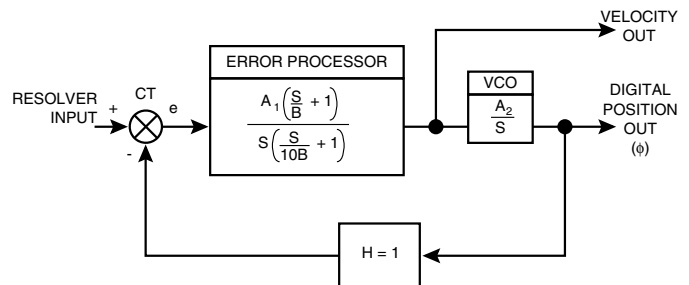 VELOCITY
OUT
ERROR PROCESSOR
CT
RESOLVER
INPUT
+
-
e
A1(S/B + 1)
S(S/10B + 1)
VCO
A2
S
DIGITAL
POSITION
OUT
(ϕ)
H = 1